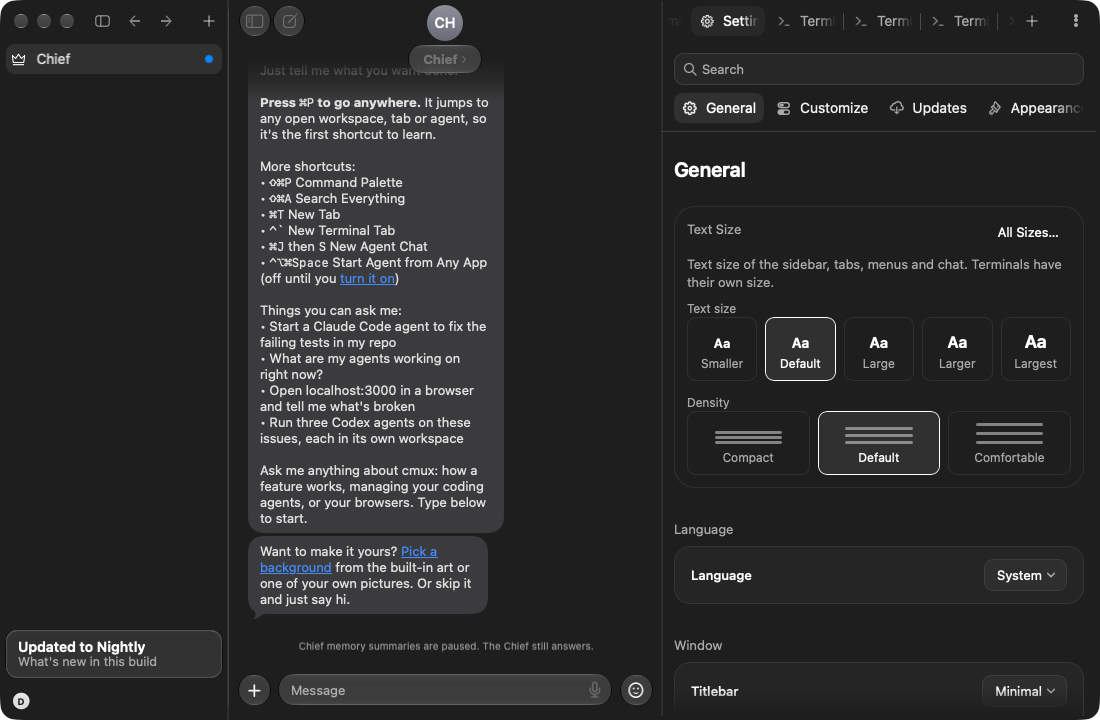 Chief
Updated to Nightly
What's new in this build
D
CH
Chief ›
Just tell me what you want done.
Press ⌘P to go anywhere. It jumps to
any open workspace, tab or agent, so
it's the first shortcut to learn.
More shortcuts:
• ⇧⌘P Command Palette
• ⇧⌘A Search Everything
• ⌘T New Tab
• ^` New Terminal Tab
• ⌘J then S New Agent Chat
• ^⌥⌘Space Start Agent from Any App
(off until you turn it on)
Things you can ask me:
• Start a Claude Code agent to fix the
failing tests in my repo
• What are my agents working on
right now?
• Open localhost:3000 in a browser
and tell me what's broken
• Run three Codex agents on these
issues, each in its own workspace
Ask me anything about cmux: how a
feature works, managing your coding
agents, or your browsers. Type below
to start.
Want to make it yours? Pick a
background from the built-in art or
one of your own pictures. Or skip it
and just say hi.
Chief memory summaries are paused. The Chief still answers.
Message
Settin Termi Termi Termi
Search
General Customize Updates Appearanc
General
Text Size
All Sizes...
Text size of the sidebar, tabs, menus and chat. Terminals have
their own size.
Text size
Aa Aa Aa Aa Aa
Smaller Default Large Larger Largest
Density
Compact Default Comfortable
Language
Language System
Window
Titlebar Minimal